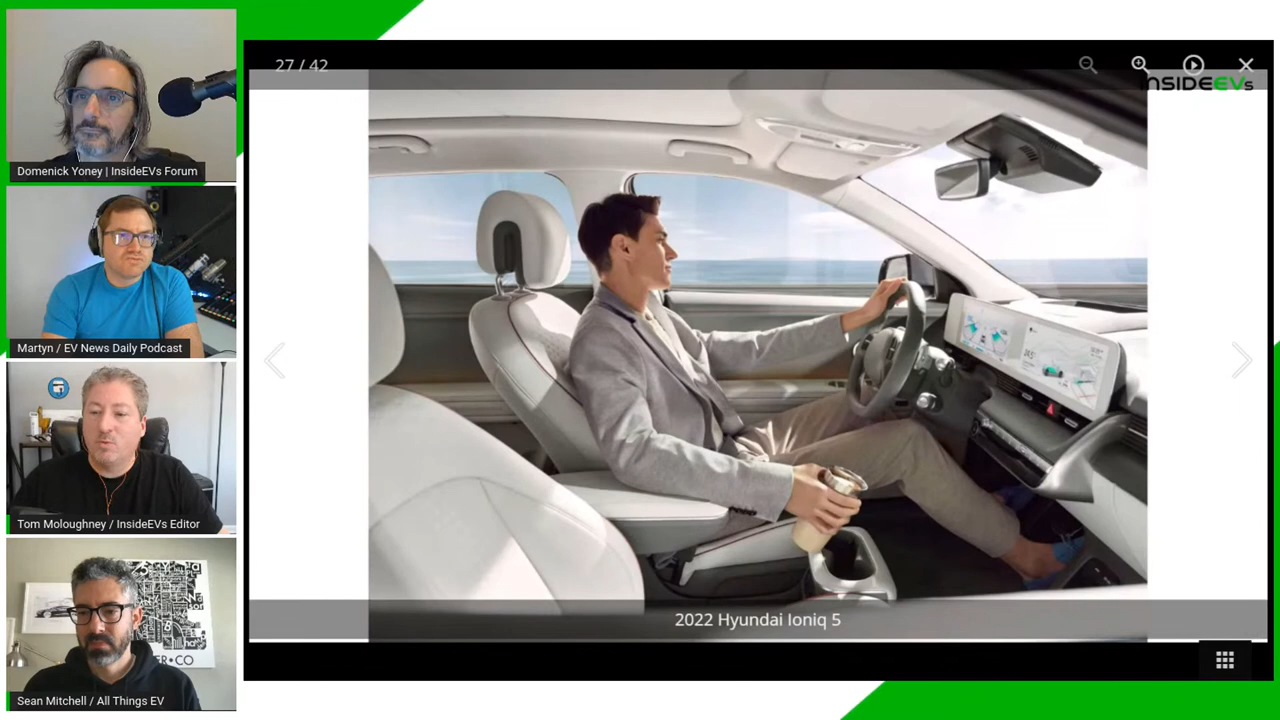 Domenick Yoney | InsideEVs Forum
Martyn / EV News Daily Podcast
Tom Moloughney / InsideEVs Editor
Sean Mitchell / All Things EV
27 / 42
INSIDEEVs
2022 Hyundai Ioniq 5